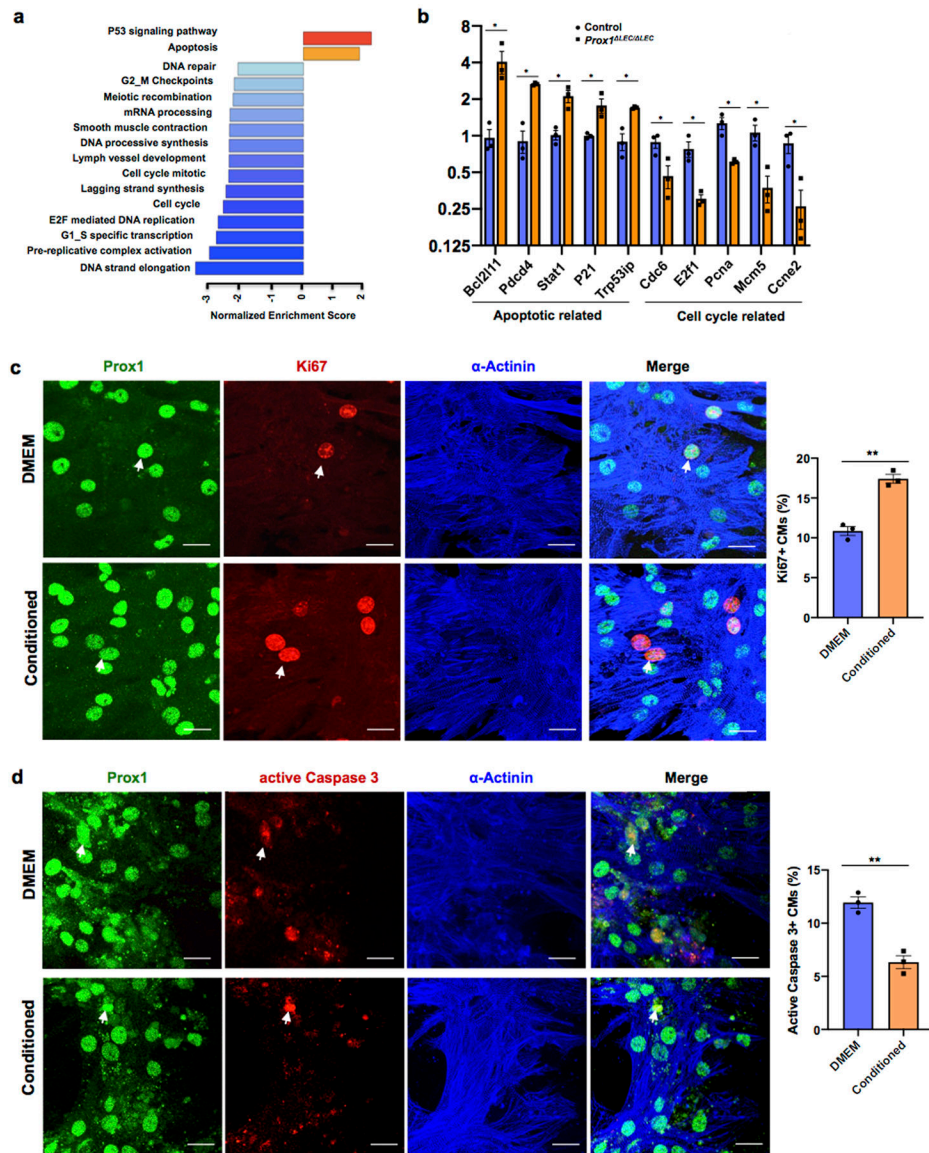 a
P53 signaling pathway
Apoptosis
DNA repair
G2_M Checkpoints
Meiotic recombination
mRNA processing
Smooth muscle contraction
DNA processive synthesis
Lymph vessel development
Cell cycle mitotic
Lagging strand synthesis
Cell cycle
E2F mediated DNA replication
G1_S specific transcription
Pre-replicative complex activation
DNA strand elongation
-3 -2 -1 0 1 2
Normalized Enrichment Score
b
Control
Prox1ΔLEC/ΔLEC
8
4
2
1
0.5
0.25
0.125
* * * * * * * * * *
Bcl2l11 Pdcd4 Stat1 P21 Trp53ip Cdc6 E2f1 Pcna Mcm5 Ccne2
Apoptotic related Cell cycle related
c
Prox1 Ki67 α-Actinin Merge
DMEM
Conditioned
Ki67+ CMs (%)
20
15
10
5
0
**
DMEM Conditioned
d
Prox1 active Caspase 3 α-Actinin Merge
DMEM
Conditioned
Active Caspase 3+ CMs (%)
15
10
5
0
**
DMEM Conditioned